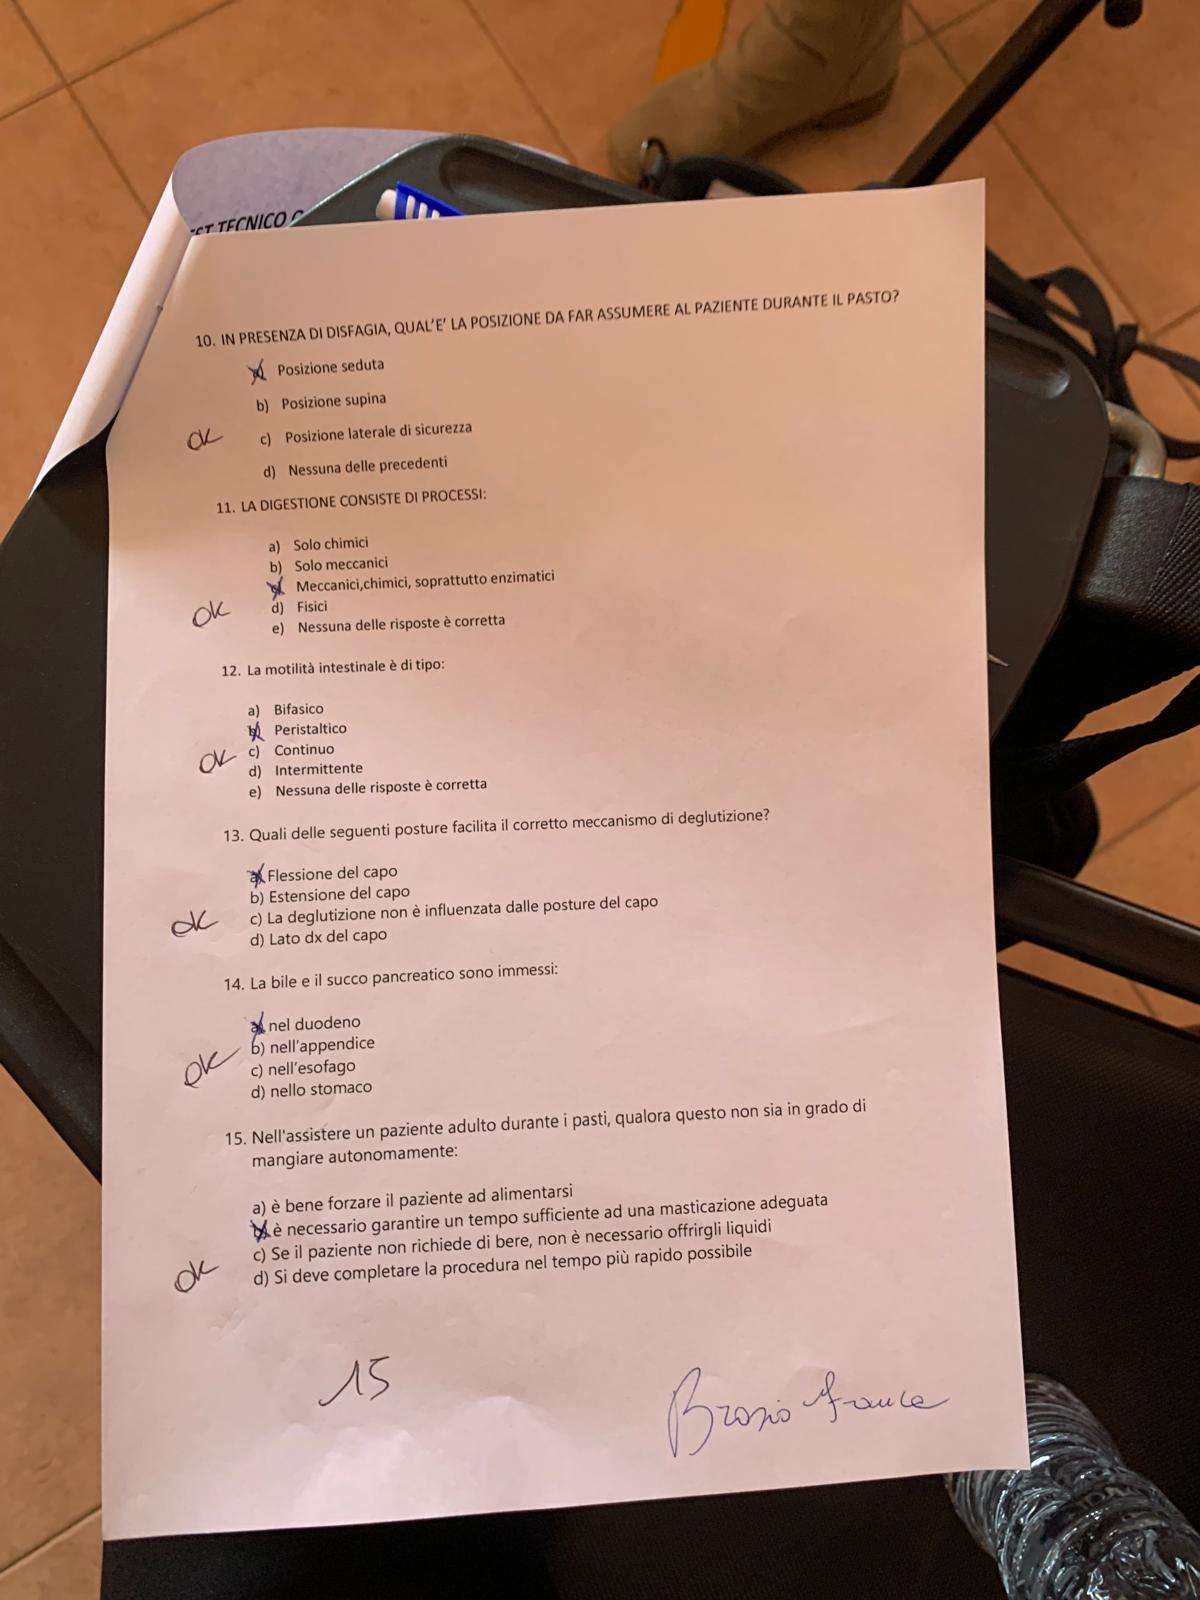 TEST TECNICO
10. IN PRESENZA DI DISFAGIA, QUAL'E' LA POSIZIONE DA FAR ASSUMERE AL PAZIENTE DURANTE IL PASTO?
a) Posizione seduta
b) Posizione supina
ok
c) Posizione laterale di sicurezza
d) Nessuna delle precedenti
11. LA DIGESTIONE CONSISTE DI PROCESSI:
a) Solo chimici
b) Solo meccanici
c) Meccanici,chimici, soprattutto enzimatici
ok
d) Fisici
e) Nessuna delle risposte è corretta
12. La motilità intestinale è di tipo:
a) Bifasico
b) Peristaltico
ok
c) Continuo
d) Intermittente
e) Nessuna delle risposte è corretta
13. Quali delle seguenti posture facilita il corretto meccanismo di deglutizione?
a) Flessione del capo
b) Estensione del capo
ok
c) La deglutizione non è influenzata dalle posture del capo
d) Lato dx del capo
14. La bile e il succo pancreatico sono immessi:
a) nel duodeno
b) nell'appendice
ok
c) nell'esofago
d) nello stomaco
15. Nell'assistere un paziente adulto durante i pasti, qualora questo non sia in grado di
mangiare autonomamente:
a) è bene forzare il paziente ad alimentarsi
b) è necessario garantire un tempo sufficiente ad una masticazione adeguata
c) Se il paziente non richiede di bere, non è necessario offrirgli liquidi
ok
d) Si deve completare la procedura nel tempo più rapido possibile
15